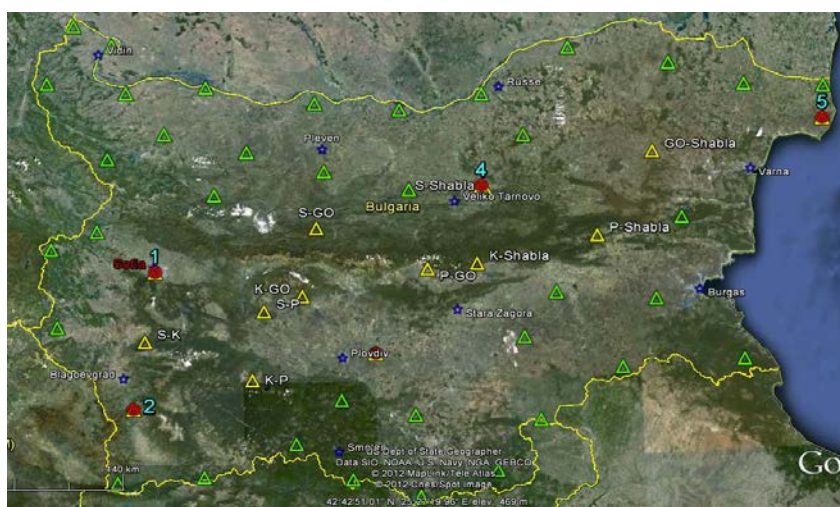 Vidin
Russe
5
Pleven
GO-Shabla
4
S-Shabla
Varna
Veliko Tarnovo
Bulgaria
S-GO
P-Shabla
1
Sofia
K-Shabla
P-GO
K-GO
S-P
Burgas
Stara Zagora
S-K
Plovdiv
Blagoevgrad
K-P
2
US Dept of State Geographer
Data SIO, NOAA, U.S. Navy, NGA, GEBCO
© 2012 MapLink/Tele Atlas
© 2012 Cnes/Spot Image
Go
140 km